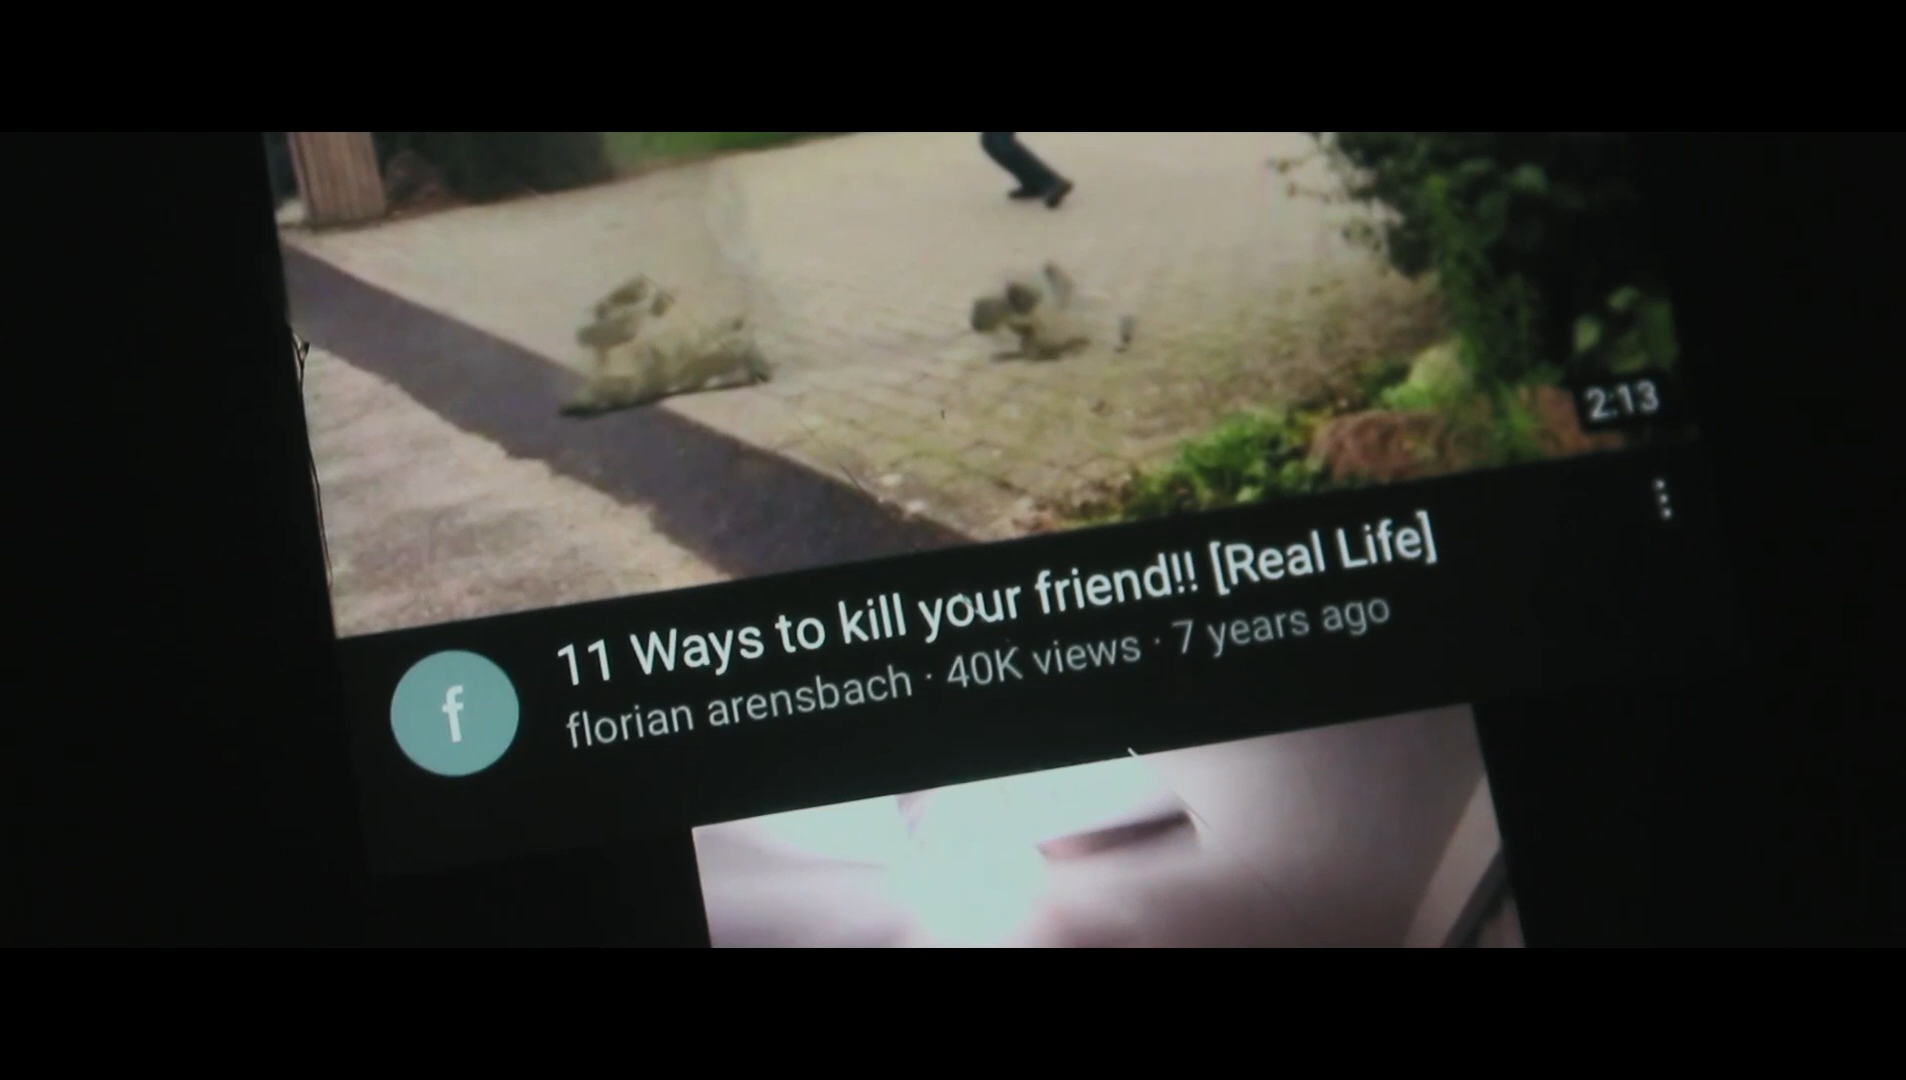 2:13
11 Ways to kill your friend!! [Real Life]
f
florian arensbach · 40K views · 7 years ago